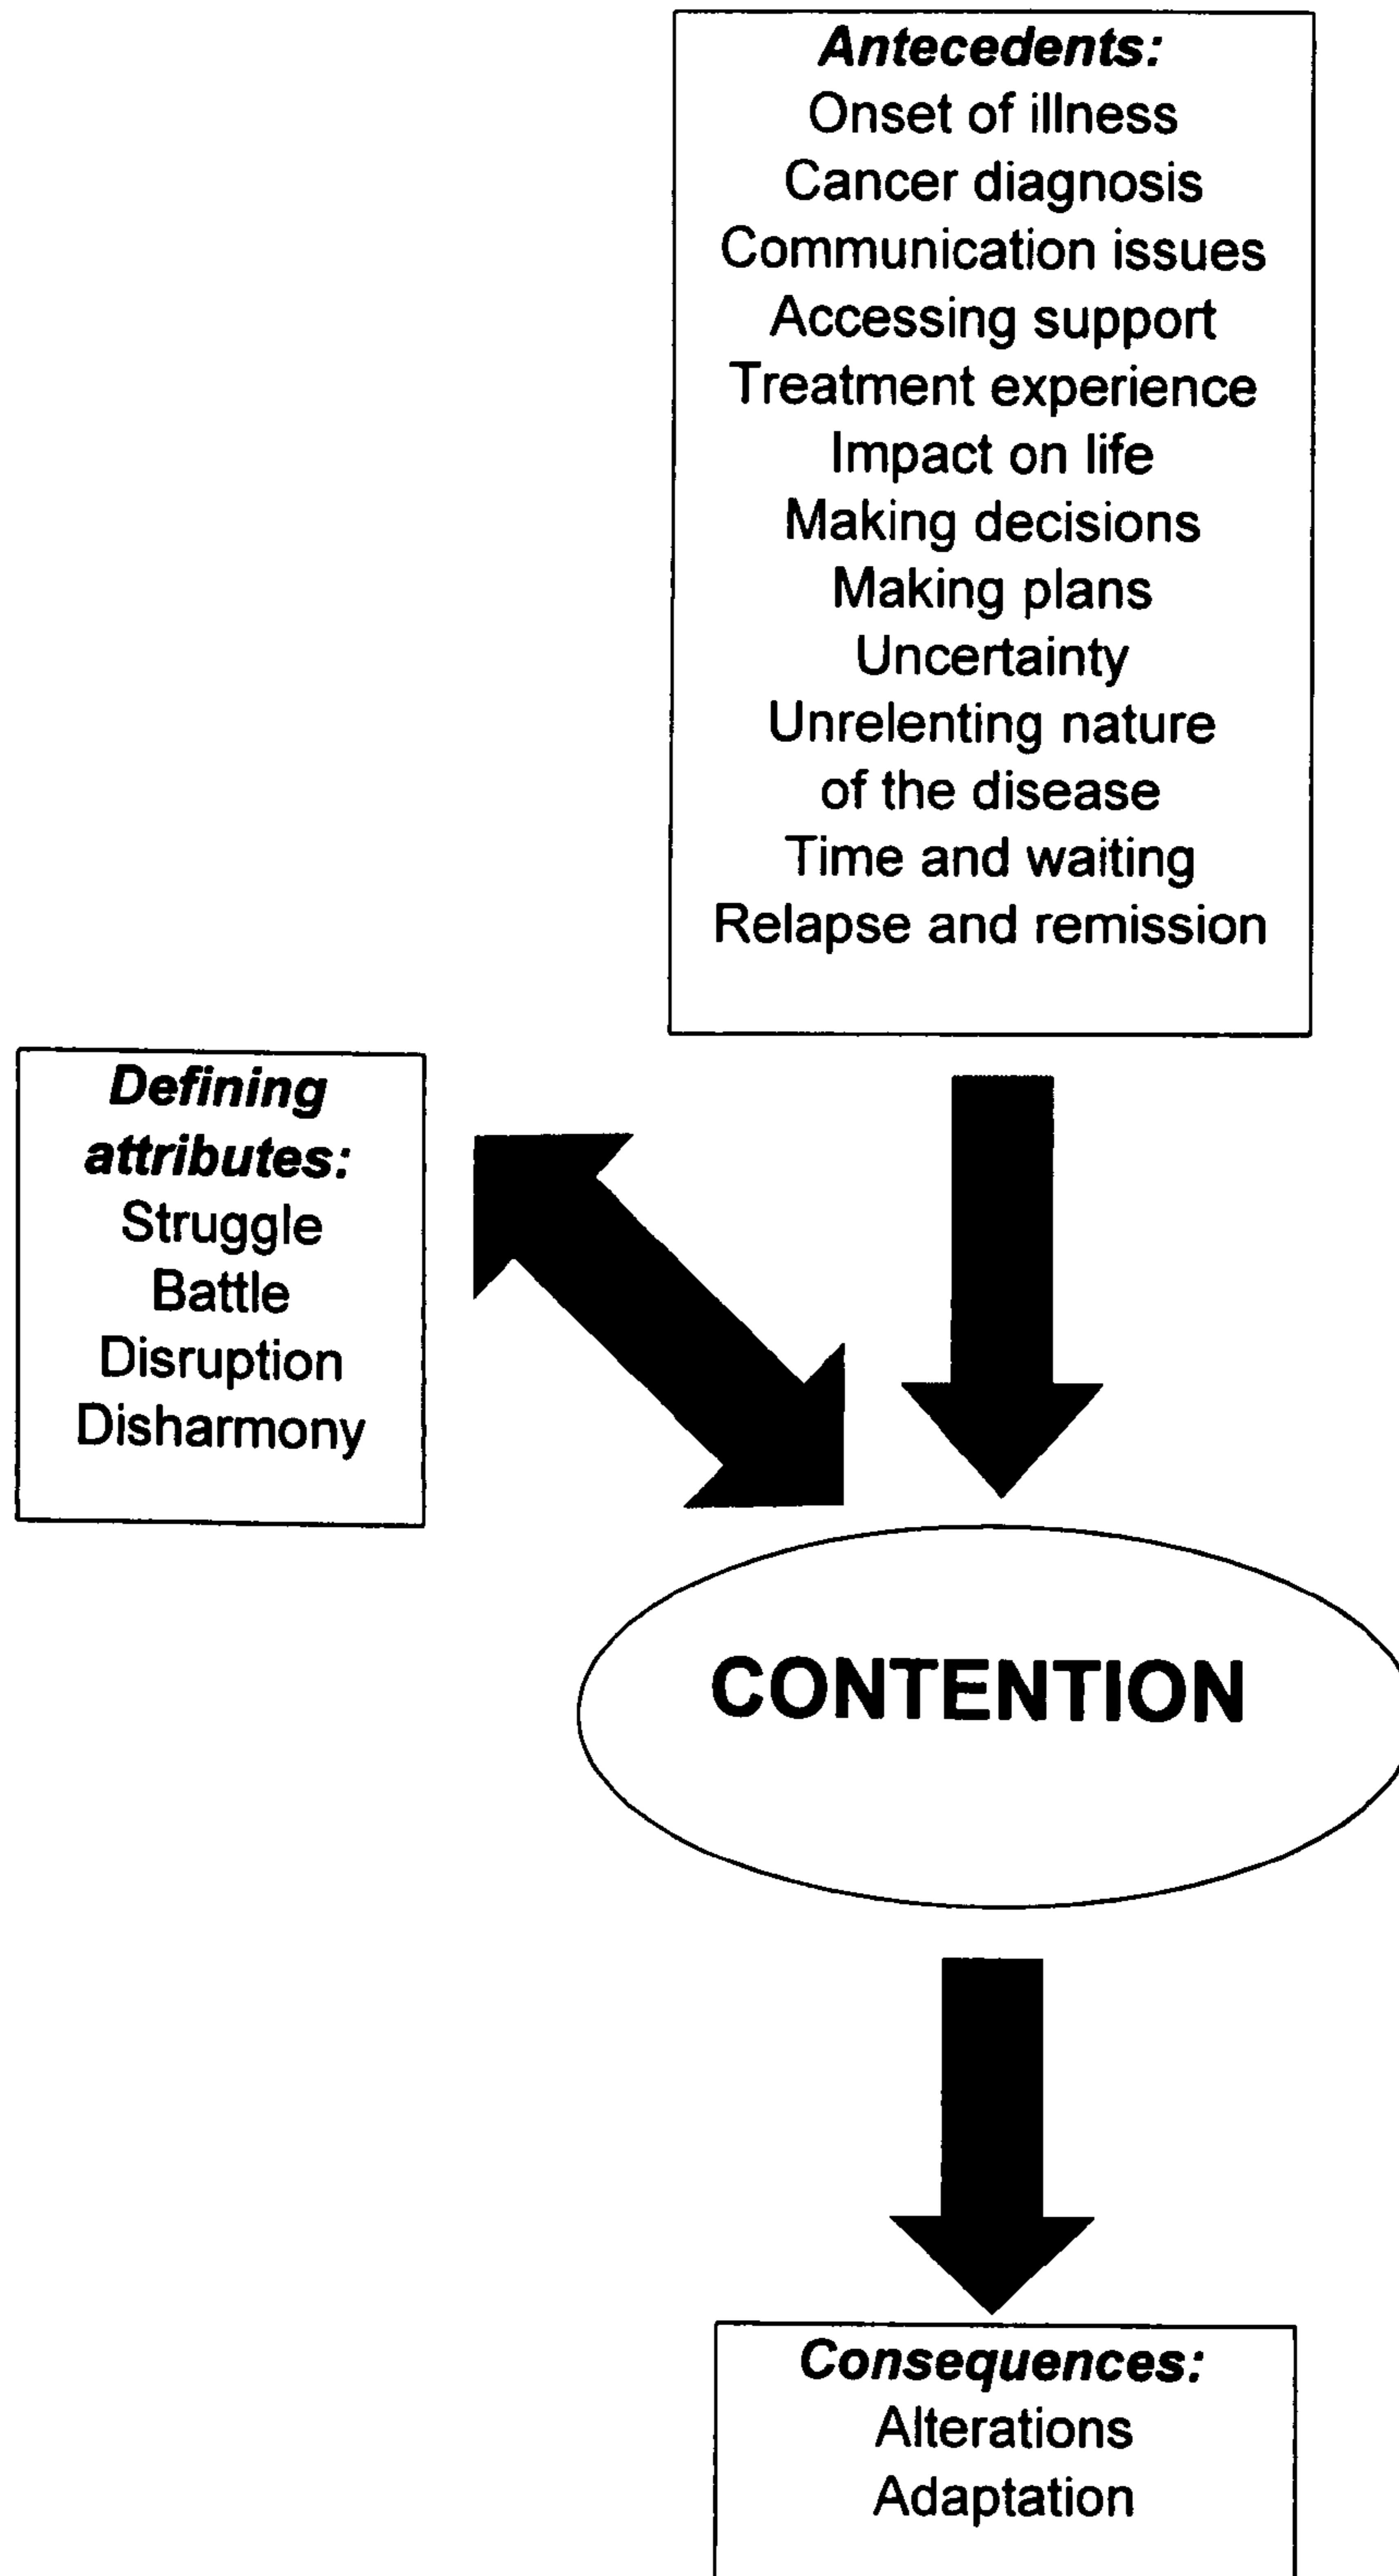 Antecedents:
Onset of illness
Cancer diagnosis
Communication issues
Accessing support
Treatment experience
Impact on life
Making decisions
Making plans
Uncertainty
Unrelenting nature
of the disease
Time and waiting
Relapse and remission
Defining
attributes:
Struggle
Battle
Disruption
Disharmony
CONTENTION
Consequences:
Alterations
Adaptation